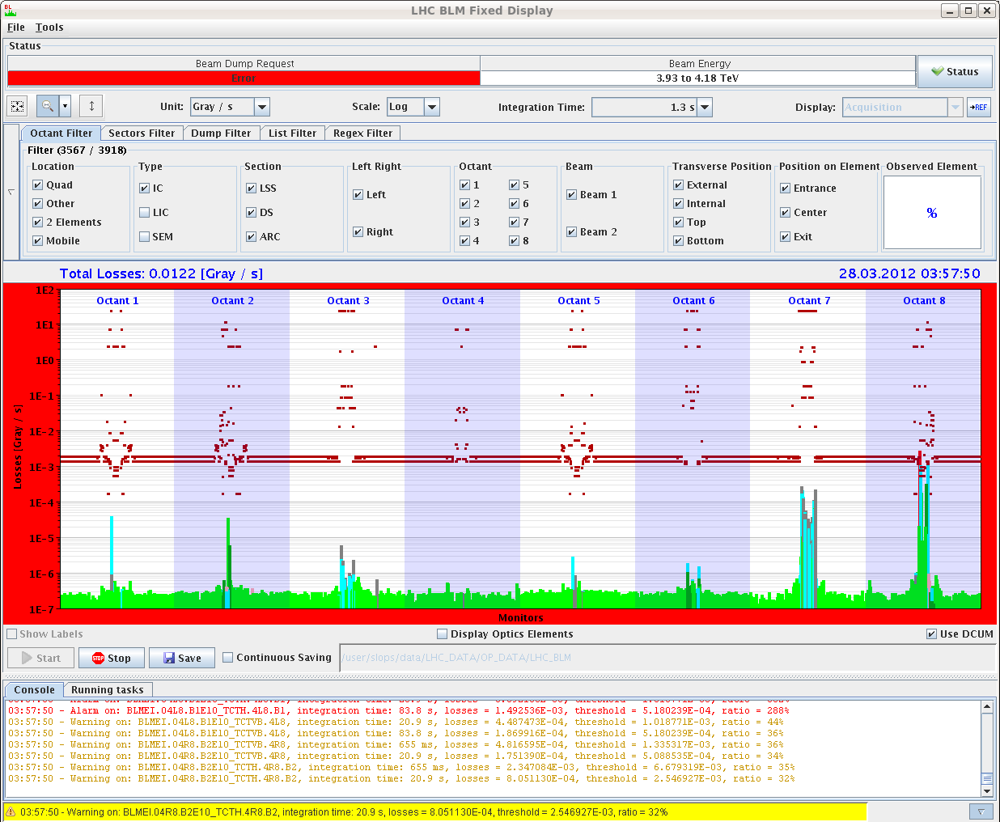 BL
LHC BLM Fixed Display
File Tools
Status
Beam Dump Request Beam Energy
Error 3.93 to 4.18 TeV
Status
Unit: Gray / s Scale: Log Integration Time: 1.3 s Display: Acquisition →REF
Octant Filter Sectors Filter Dump Filter List Filter Regex Filter
Filter (3567 / 3918)
Location Type Section Left Right Octant Beam Transverse Position Position on Element Observed Element
Quad
Other
2 Elements
Mobile
IC
LIC
SEM
LSS
DS
ARC
Left
Right
1 5
2 6
3 7
4 8
Beam 1
Beam 2
External
Internal
Top
Bottom
Entrance
Center
Exit
%
Total Losses: 0.0122 [Gray / s] 28.03.2012 03:57:50
Octant 1 Octant 2 Octant 3 Octant 4 Octant 5 Octant 6 Octant 7 Octant 8
Losses [Gray / s]
1E2
1E1
1E0
1E-1
1E-2
1E-3
1E-4
1E-5
1E-6
1E-7
Monitors
Show Labels Display Optics Elements Use DCUM
Start STOP Stop Save Continuous Saving /user/slops/data/LHC_DATA/OP_DATA/LHC_BLM
Console Running tasks
03:57:50 - Alarm on: BLMEI.04L8.B1E10_TCTH.4L8.B1, integration time: 83.8 s, losses = 1.492536E-03, threshold = 5.180239E-04, ratio = 288%
03:57:50 - Warning on: BLMEI.04L8.B1E10_TCTVB.4L8, integration time: 20.9 s, losses = 4.487473E-04, threshold = 1.018771E-03, ratio = 44%
03:57:50 - Warning on: BLMEI.04L8.B1E10_TCTVB.4L8, integration time: 83.8 s, losses = 1.869916E-04, threshold = 5.180239E-04, ratio = 36%
03:57:50 - Warning on: BLMEI.04R8.B2E10_TCTVB.4R8, integration time: 655 ms, losses = 4.816595E-04, threshold = 1.335317E-03, ratio = 36%
03:57:50 - Warning on: BLMEI.04R8.B2E10_TCTVB.4R8, integration time: 20.9 s, losses = 1.751390E-04, threshold = 5.088535E-04, ratio = 34%
03:57:50 - Warning on: BLMEI.04R8.B2E10_TCTH.4R8.B2, integration time: 655 ms, losses = 2.347084E-03, threshold = 6.679319E-03, ratio = 35%
03:57:50 - Warning on: BLMEI.04R8.B2E10_TCTH.4R8.B2, integration time: 20.9 s, losses = 8.051130E-04, threshold = 2.546927E-03, ratio = 32%
03:57:50 - Warning on: BLMEI.04R8.B2E10_TCTH.4R8.B2, integration time: 20.9 s, losses = 8.051130E-04, threshold = 2.546927E-03, ratio = 32%